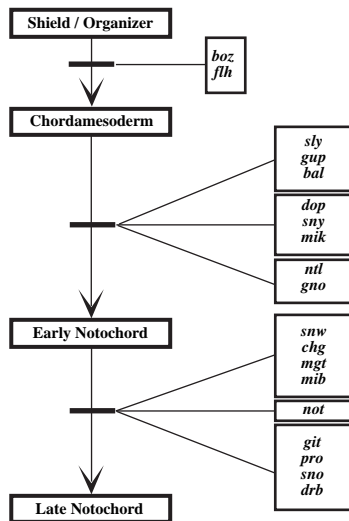 Shield / Organizer
boz
flh
Chordamesoderm
sly
gup
bal
dop
sny
mik
ntl
gno
Early Notochord
snw
chg
mgt
mib
not
git
pro
sno
drb
Late Notochord